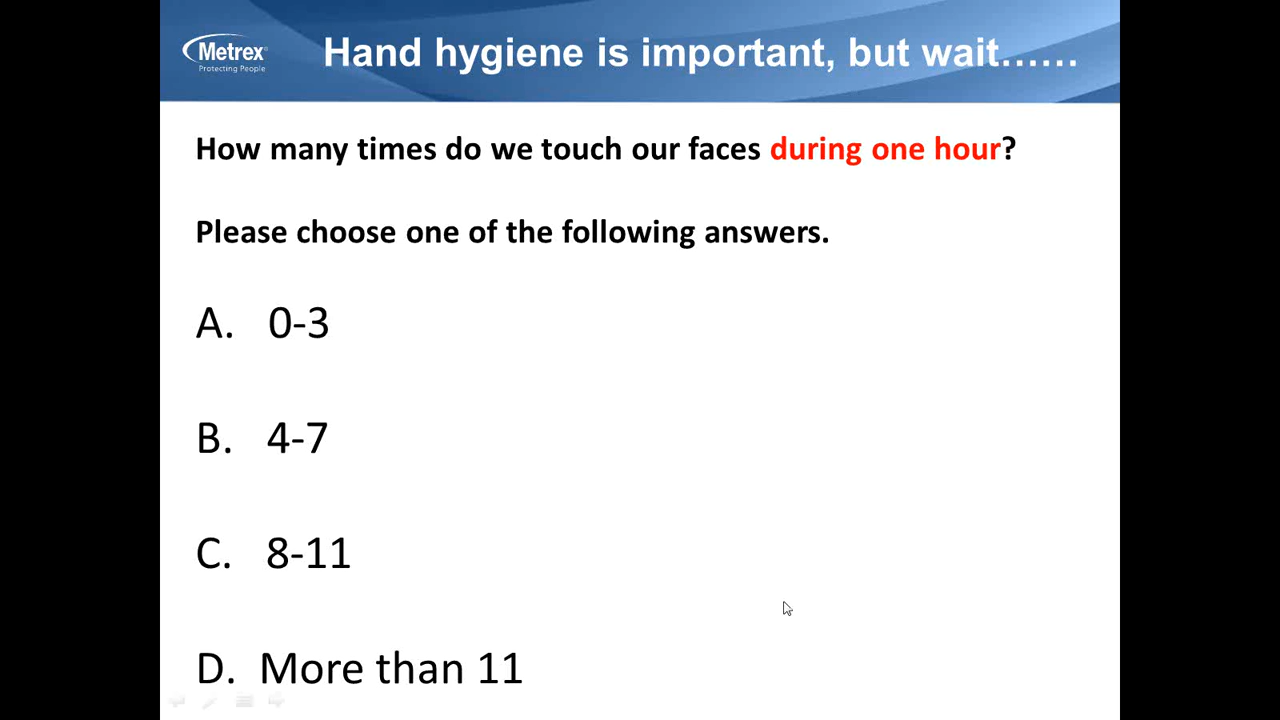 Metrex®
Protecting People™
Hand hygiene is important, but wait……
How many times do we touch our faces during one hour?
Please choose one of the following answers.
A. 0-3
B. 4-7
C. 8-11
D. More than 11